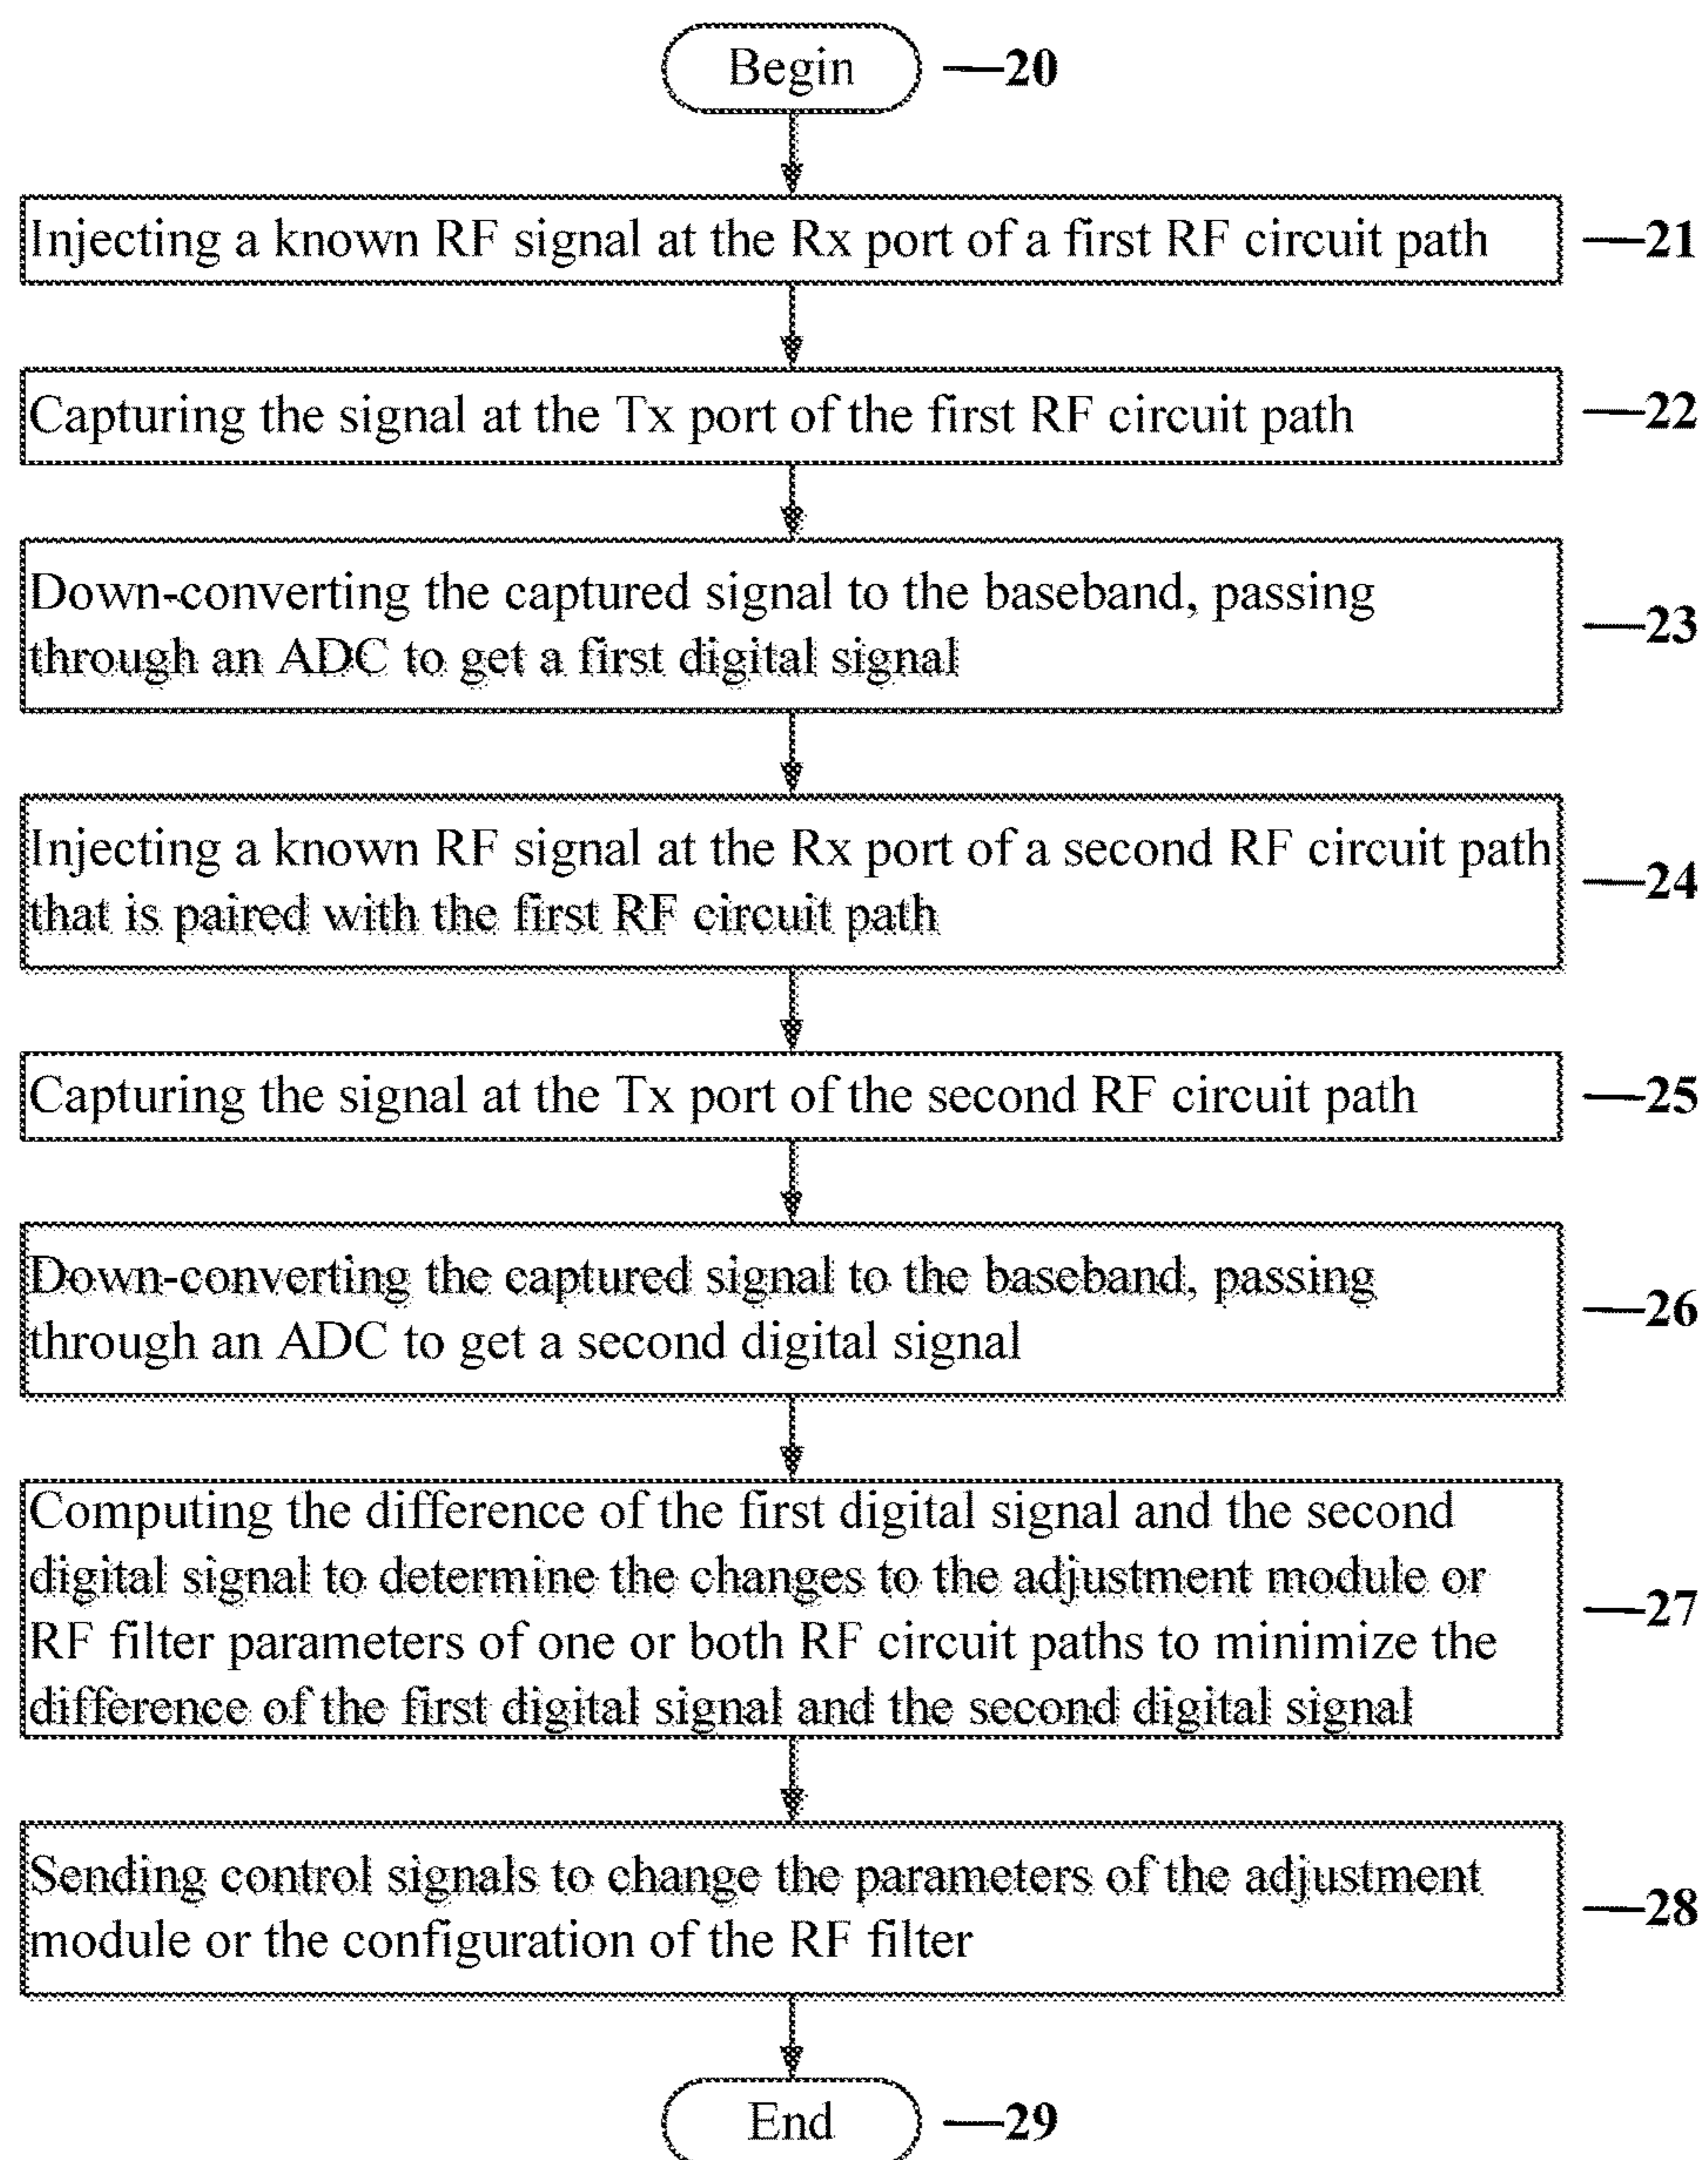 Begin —20
Injecting a known RF signal at the Rx port of a first RF circuit path —21
Capturing the signal at the Tx port of the first RF circuit path —22
Down-converting the captured signal to the baseband, passing
through an ADC to get a first digital signal
—23
Injecting a known RF signal at the Rx port of a second RF circuit path
that is paired with the first RF circuit path
—24
Capturing the signal at the Tx port of the second RF circuit path —25
Down-converting the captured signal to the baseband, passing
through an ADC to get a second digital signal
—26
Computing the difference of the first digital signal and the second
digital signal to determine the changes to the adjustment module or
RF filter parameters of one or both RF circuit paths to minimize the
difference of the first digital signal and the second digital signal
—27
Sending control signals to change the parameters of the adjustment
module or the configuration of the RF filter
—28
End —29